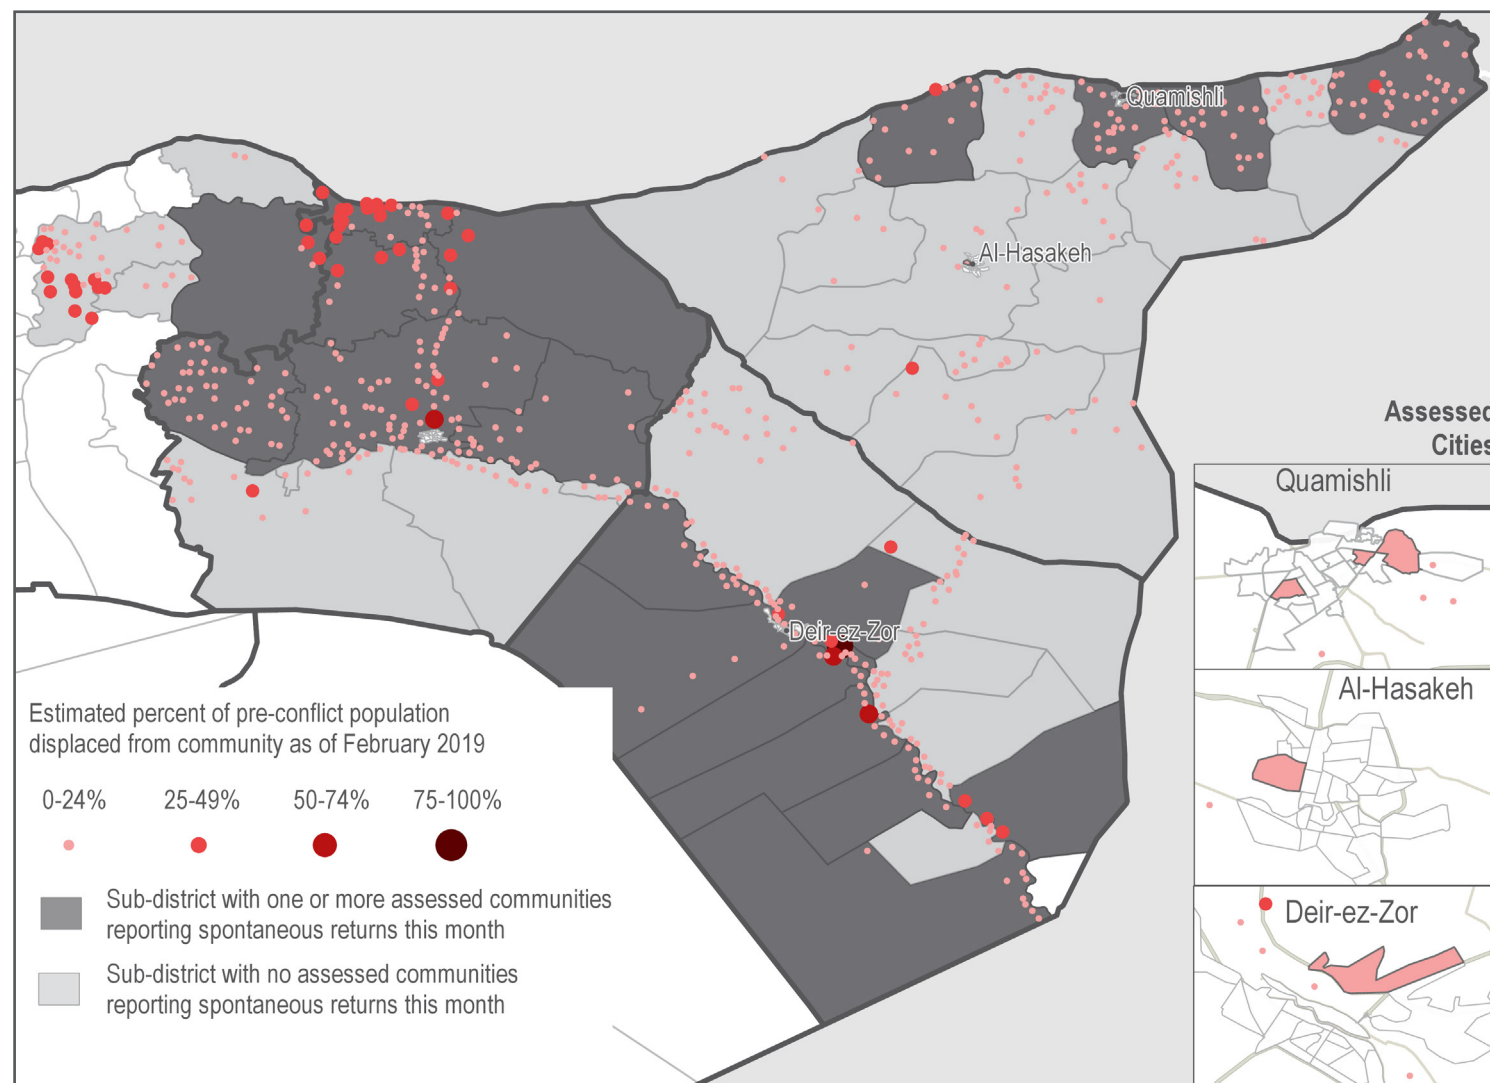 Quamishli
Al-Hasakeh
Deir-ez-Zor
Assessed
Cities
Quamishli
Al-Hasakeh
Deir-ez-Zor
Estimated percent of pre-conflict population
displaced from community as of February 2019
0-24% 25-49% 50-74% 75-100%
Sub-district with one or more assessed communities
reporting spontaneous returns this month
Sub-district with no assessed communities
reporting spontaneous returns this month